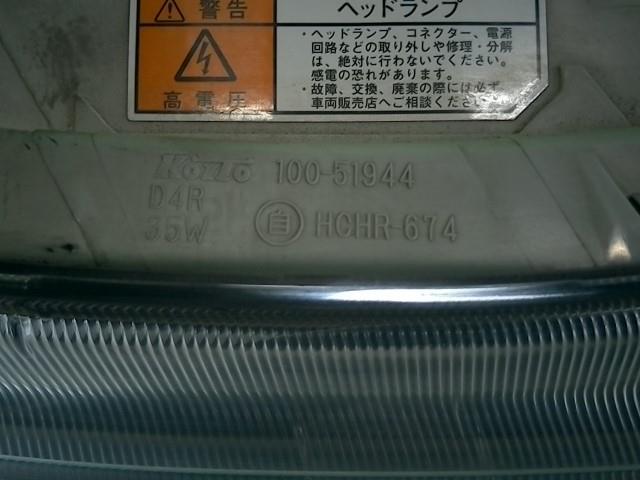 警告
ヘッドランプ
高電圧
・ヘッドランプ、コネクター、電源
回路などの取り外しや修理・分解
は、絶対に行わないでください。
感電の恐れがあります。
・故障、交換、廃棄の際には必ず
車両販売店へご相談ください
KOITO 100-51944
D4R
35W 自 HCHR-674